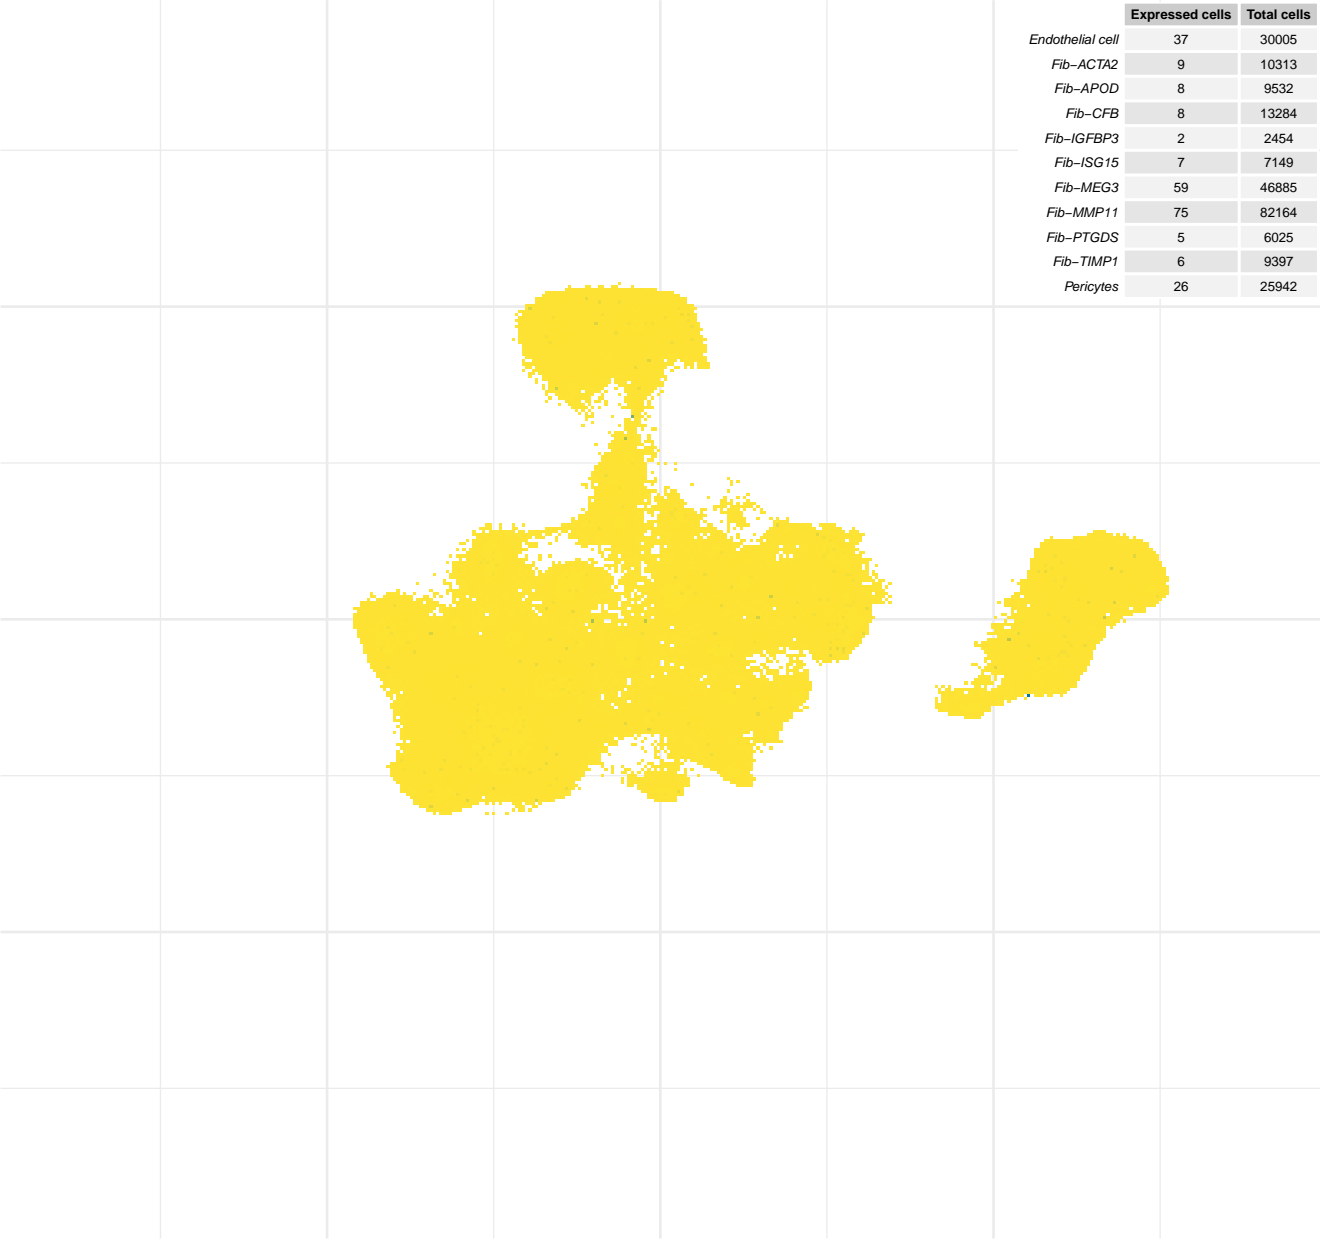 Expressed cells Total cells
Endothelial cell 37 30005
Fib−ACTA2 9 10313
Fib−APOD 8 9532
Fib−CFB 8 13284
Fib−IGFBP3 2 2454
Fib−ISG15 7 7149
Fib−MEG3 59 46885
Fib−MMP11 75 82164
Fib−PTGDS 5 6025
Fib−TIMP1 6 9397
Pericytes 26 25942